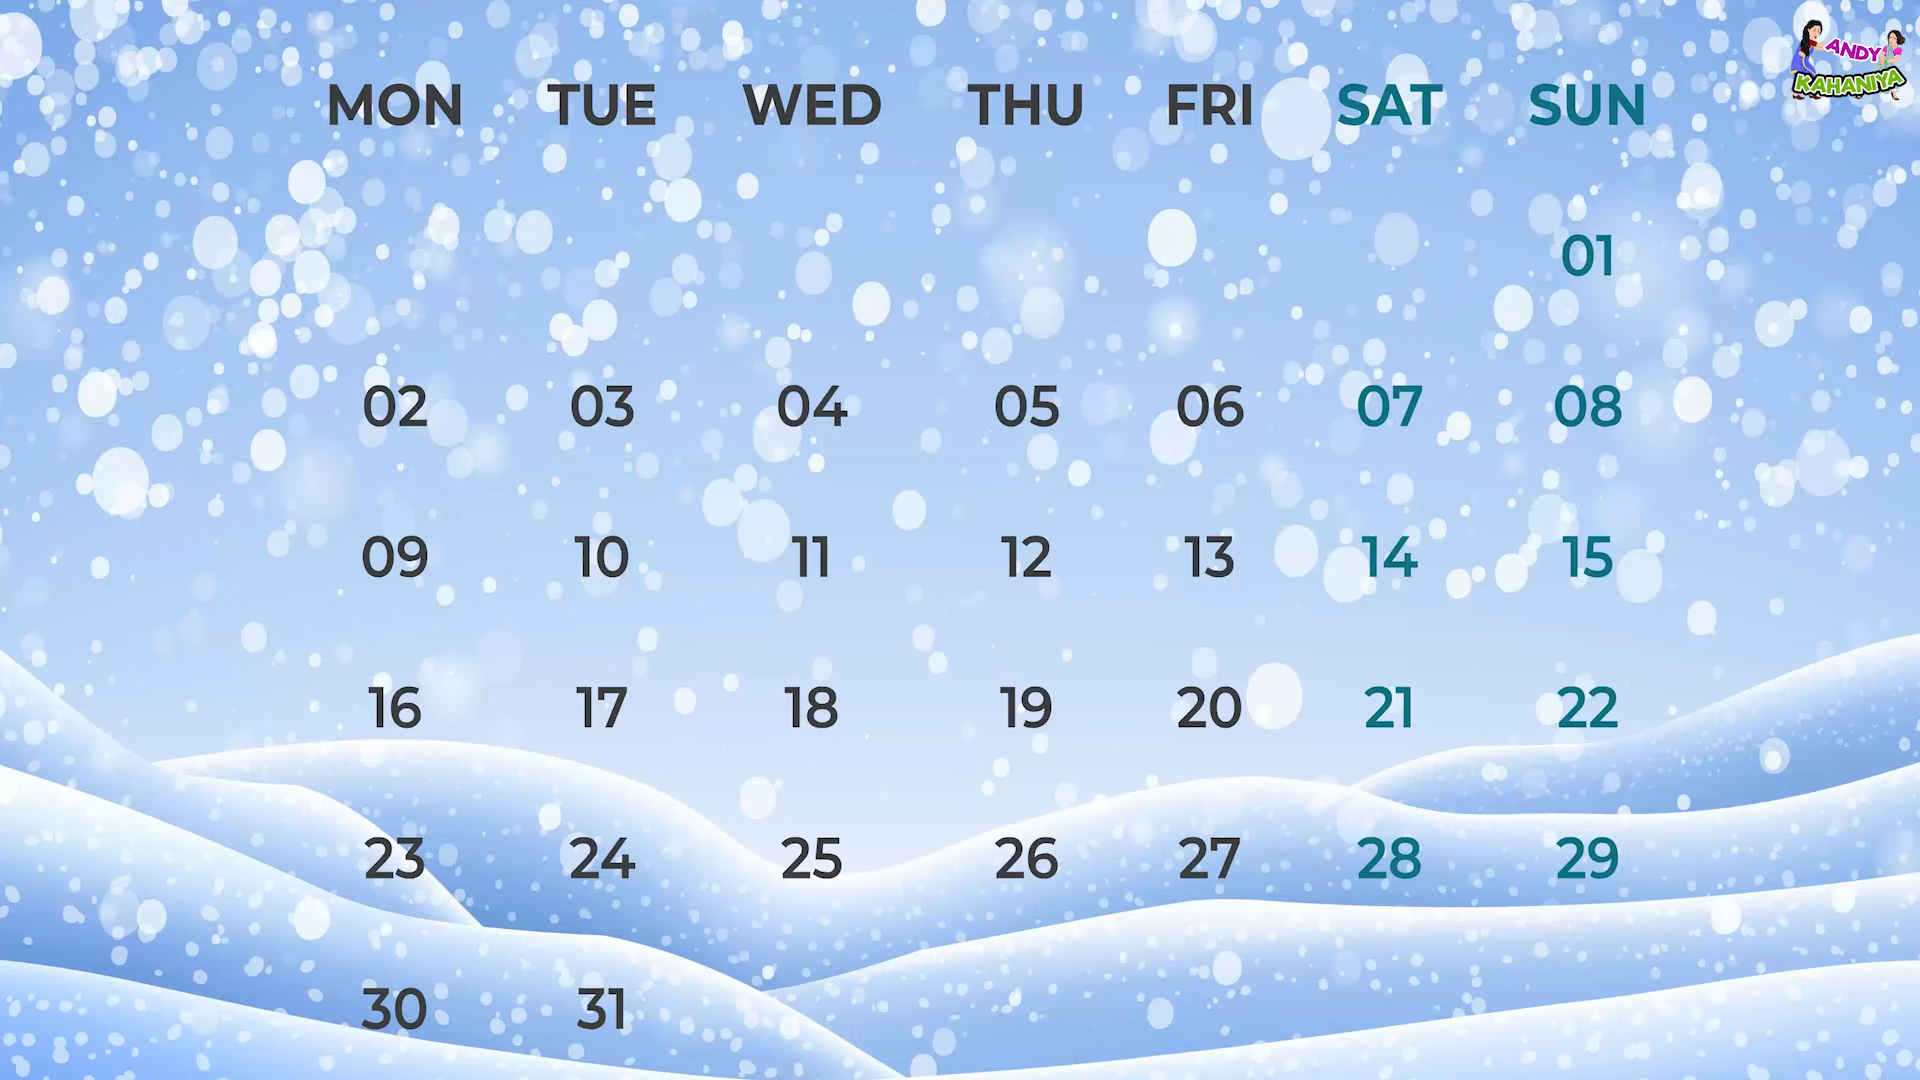 ANDY
KAHANIYA
MON TUE WED THU FRI SAT SUN
01
02 03 04 05 06 07 08
09 10 11 12 13 14 15
16 17 18 19 20 21 22
23 24 25 26 27 28 29
30 31